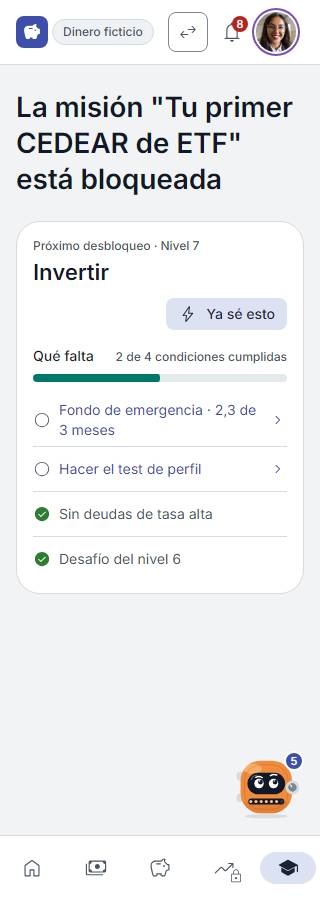 Dinero ficticio
8
La misión "Tu primer
CEDEAR de ETF"
está bloqueada
Próximo desbloqueo · Nivel 7
Invertir
Ya sé esto
Qué falta
2 de 4 condiciones cumplidas
Fondo de emergencia · 2,3 de
3 meses
Hacer el test de perfil
Sin deudas de tasa alta
Desafío del nivel 6
5